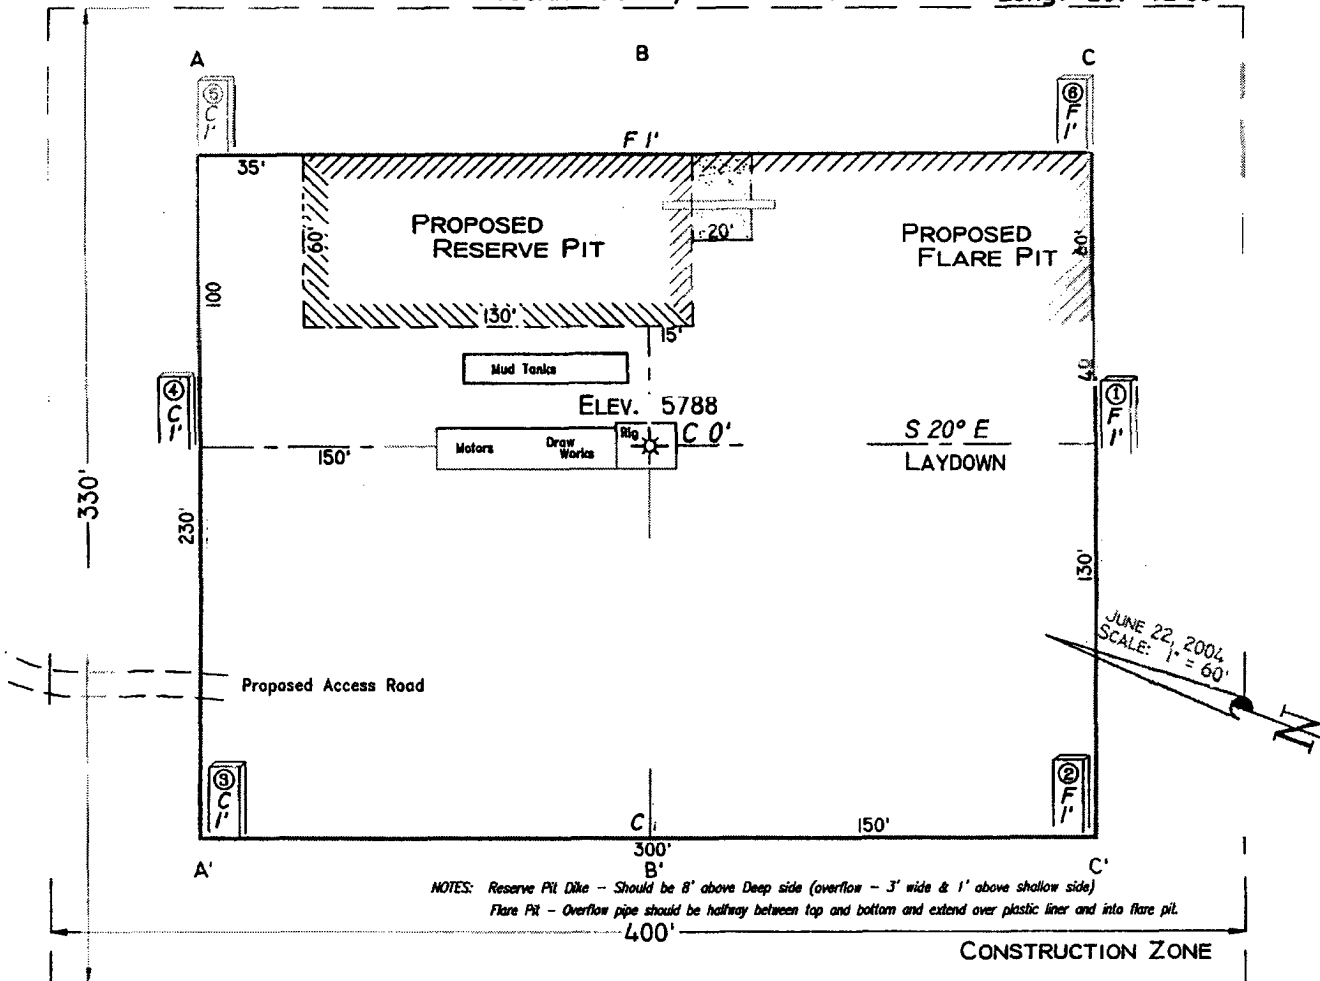 A
B
C
⑤
C
1'
⑥
F
1'
F 1'
35'
PROPOSED
RESERVE PIT
60'
20'
PROPOSED
FLARE PIT
60'
100
130'
15'
Mud Tanks
40
④
C
1'
ELEV. 5788
Rig
C 0'
Motors
Draw
Works
150'
S 20° E
LAYDOWN
①
F
1'
330'
230'
130'
JUNE 22, 2004
SCALE: 1" = 60'
N
Proposed Access Road
③
C
1'
②
F
1'
C
150'
300'
A'
B'
C'
NOTES: Reserve Pit Dike - Should be 8' above Deep side (overflow - 3' wide & 1' above shallow side)
Flare Pit - Overflow pipe should be halfway between top and bottom and extend over plastic liner and into flare pit.
400'
CONSTRUCTION ZONE